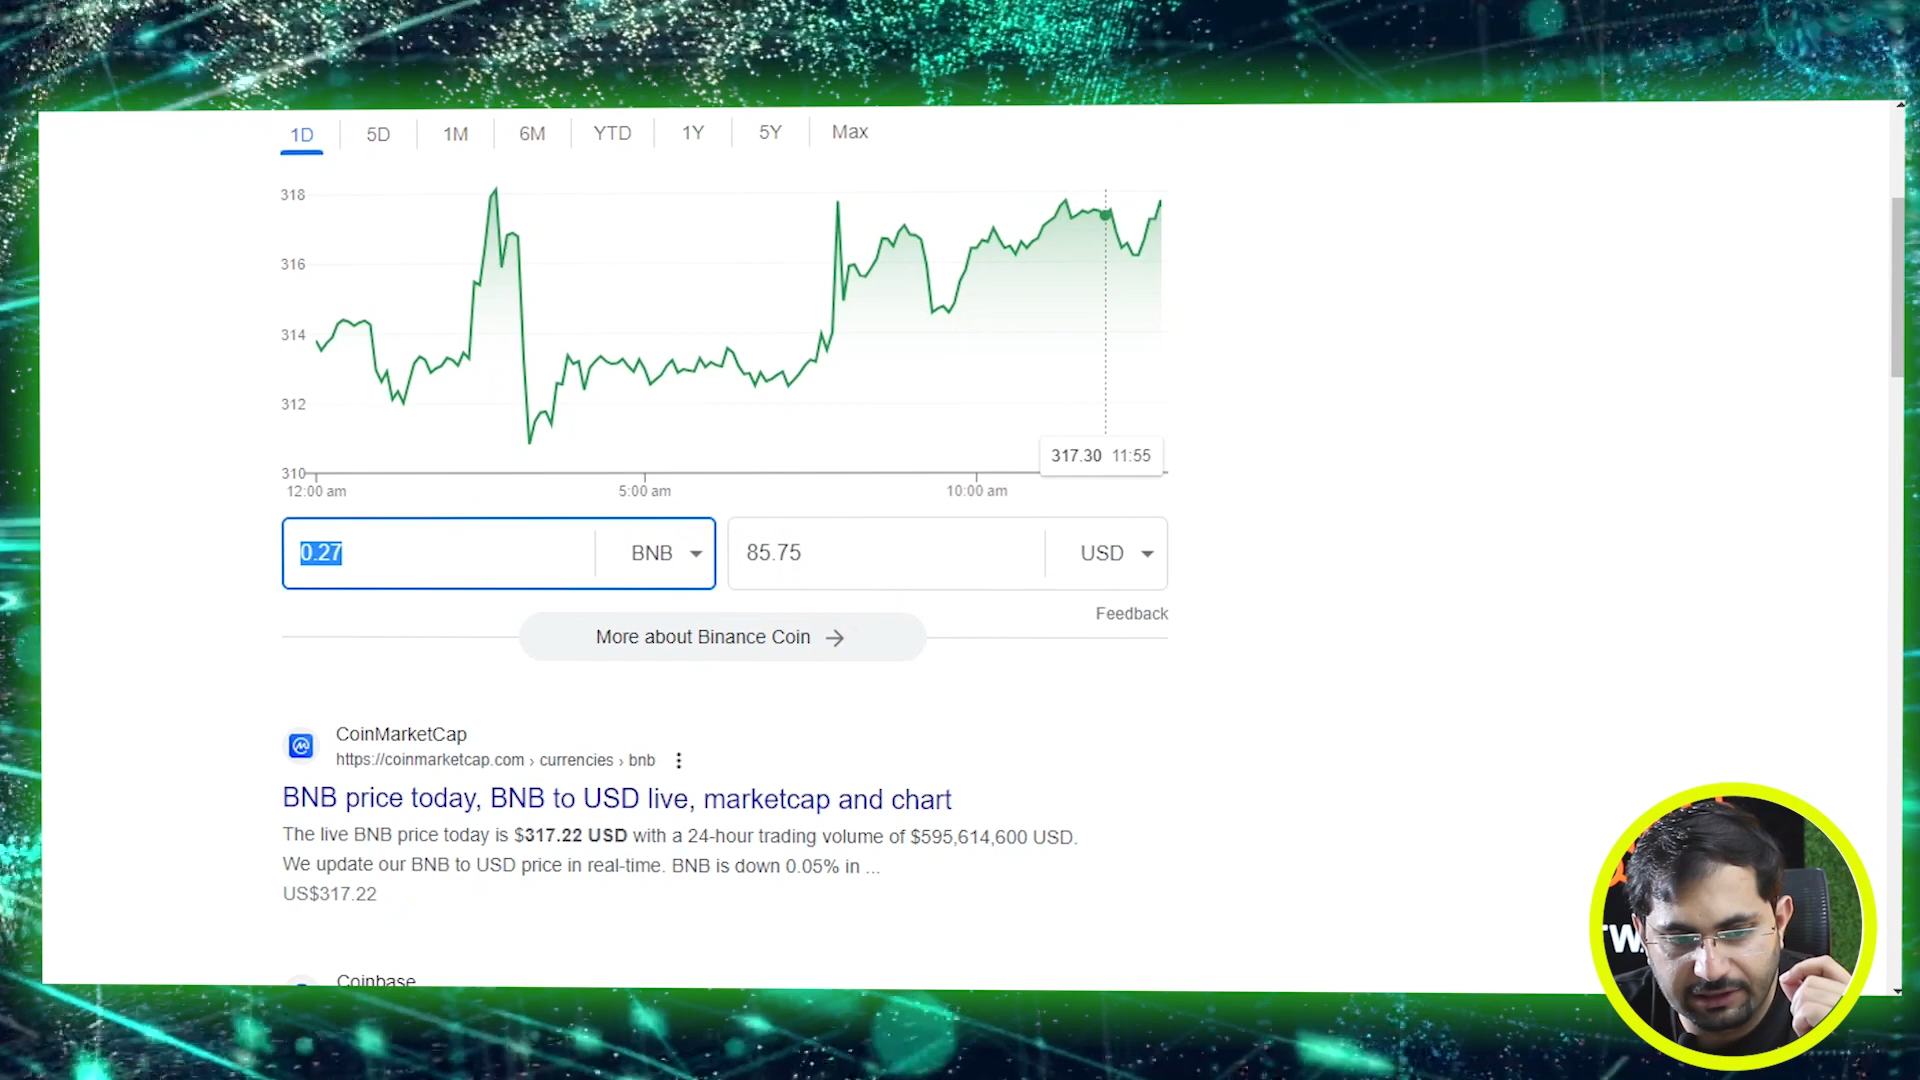 1D 5D 1M 6M YTD 1Y 5Y Max
318
316
314
312
310
12:00 am 5:00 am 10:00 am
317.30 11:55
0.27 BNB 85.75 USD
Feedback
More about Binance Coin →
CoinMarketCap
https://coinmarketcap.com › currencies › bnb
BNB price today, BNB to USD live, marketcap and chart
The live BNB price today is $317.22 USD with a 24-hour trading volume of $595,614,600 USD.
We update our BNB to USD price in real-time. BNB is down 0.05% in ...
US$317.22
Coinbase